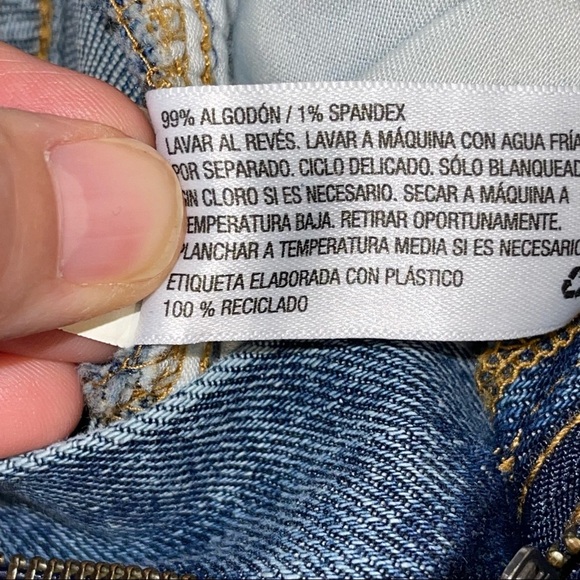 99% ALGODÓN / 1% SPANDEX
LAVAR AL REVÉS. LAVAR A MÁQUINA CON AGUA FRÍA
POR SEPARADO. CICLO DELICADO. SÓLO BLANQUEAD
SIN CLORO SI ES NECESARIO. SECAR A MÁQUINA A
TEMPERATURA BAJA. RETIRAR OPORTUNAMENTE.
PLANCHAR A TEMPERATURA MEDIA SI ES NECESARIO
ETIQUETA ELABORADA CON PLÁSTICO
100 % RECICLADO